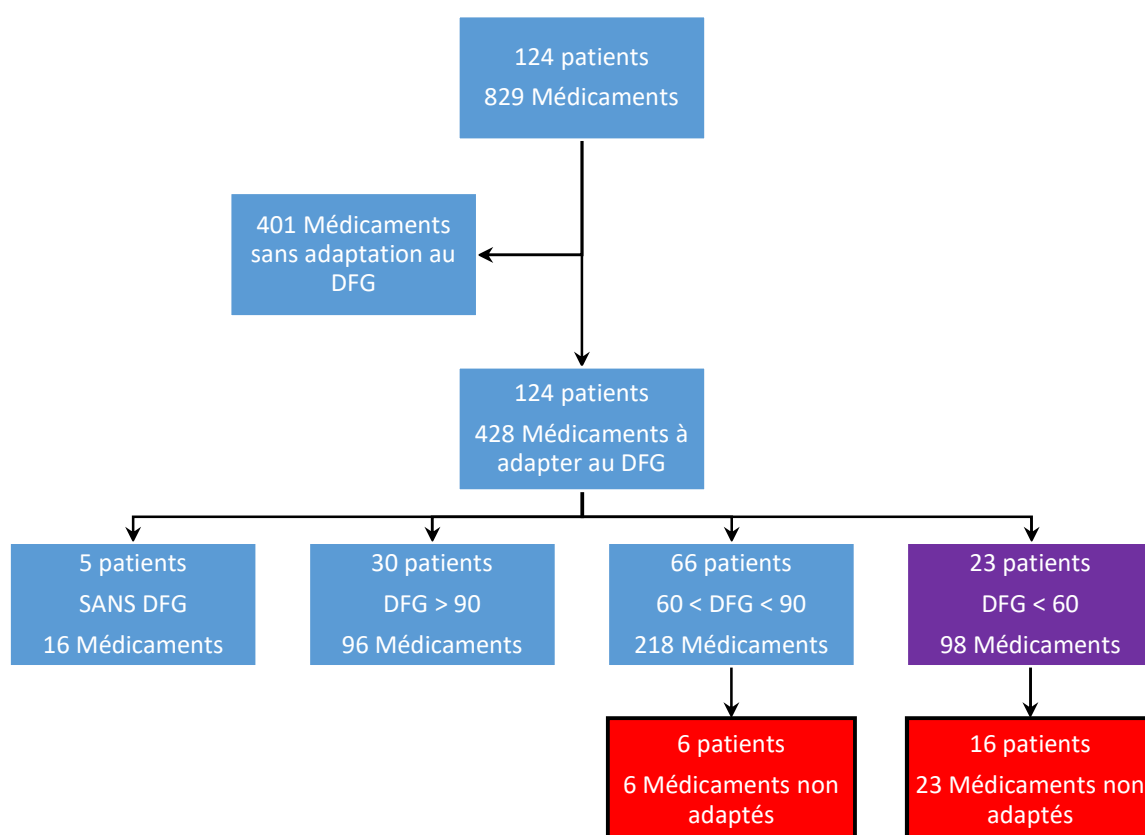 124 patients
829 Médicaments
401 Médicaments
sans adaptation au
DFG
124 patients
428 Médicaments à
adapter au DFG
5 patients
SANS DFG
16 Médicaments
30 patients
DFG > 90
96 Médicaments
66 patients
60 < DFG < 90
218 Médicaments
23 patients
DFG < 60
98 Médicaments
6 patients
6 Médicaments non
adaptés
16 patients
23 Médicaments non
adaptés